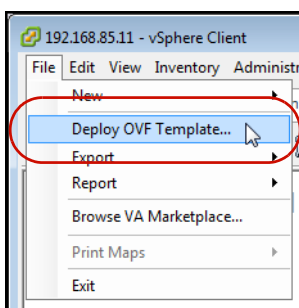 192.168.85.11 - vSphere Client
File Edit View Inventory Administr
New
Deploy OVF Template...
Export
Report
Browse VA Marketplace...
Print Maps
Exit